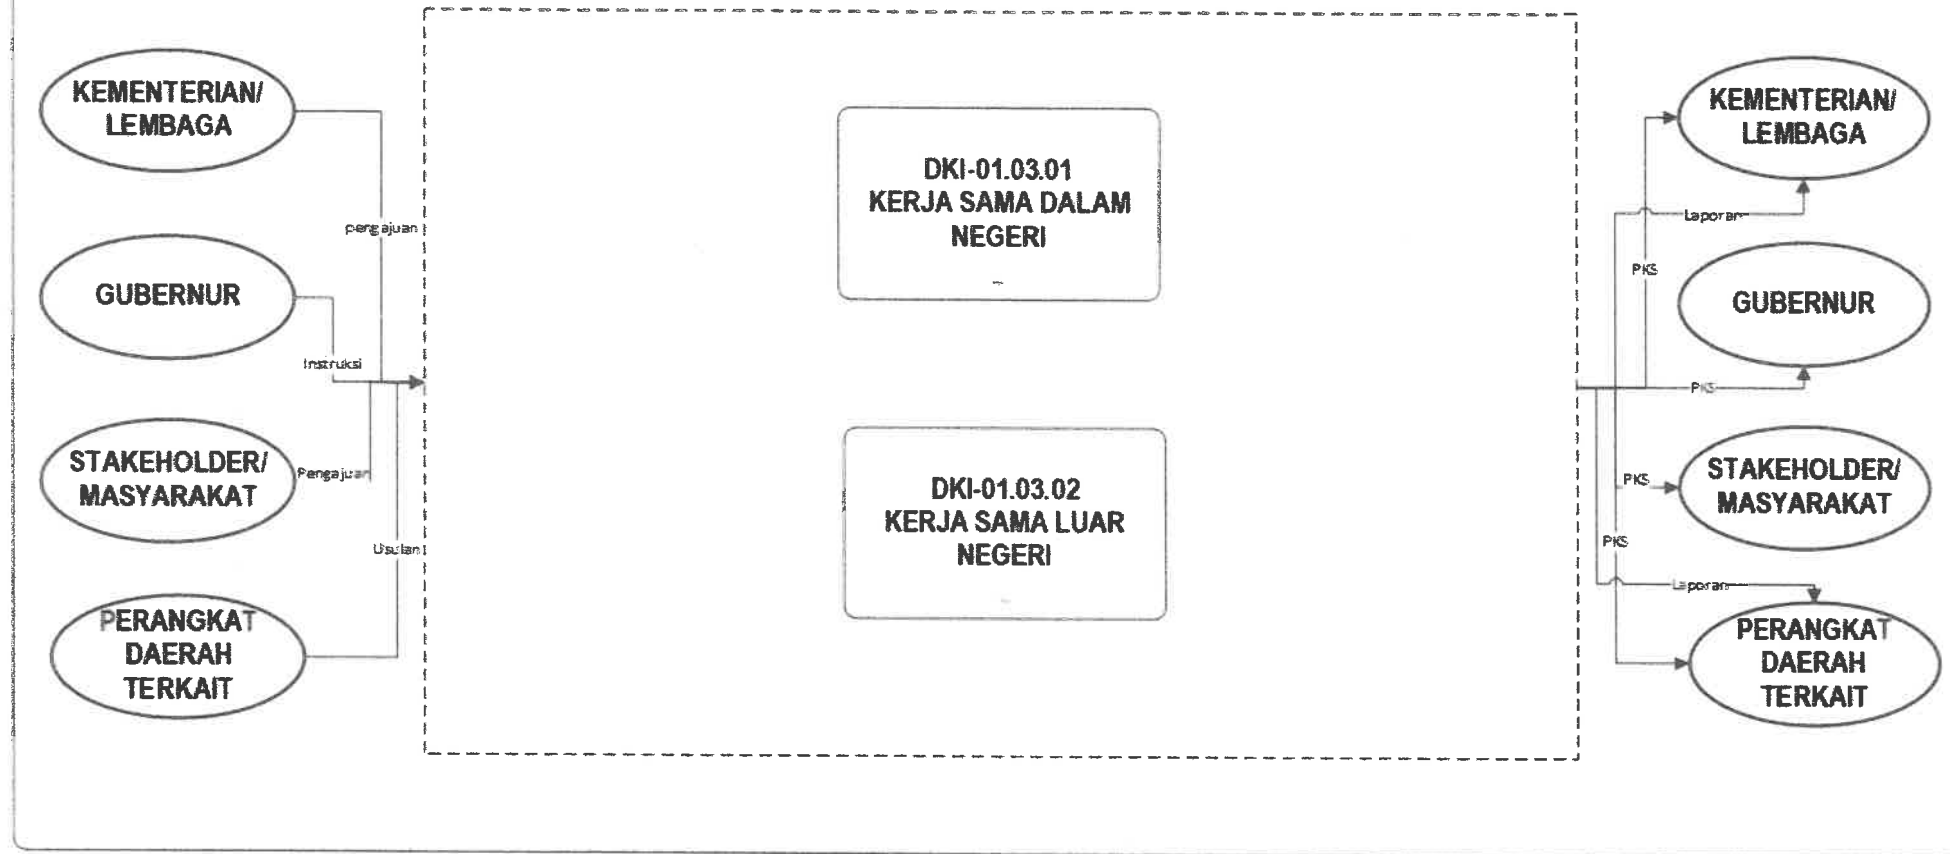 KEMENTERIAN/
LEMBAGA
pengajuan
GUBERNUR
Instruksi
STAKEHOLDER/
MASYARAKAT
Pengajuan
Usulan
PERANGKAT
DAERAH
TERKAIT
DKI-01.03.01
KERJA SAMA DALAM
NEGERI
DKI-01.03.02
KERJA SAMA LUAR
NEGERI
KEMENTERIAN/
LEMBAGA
Laporan
PKS
GUBERNUR
PKS
STAKEHOLDER/
MASYARAKAT
PKS
PKS
Laporan
PERANGKAT
DAERAH
TERKAIT